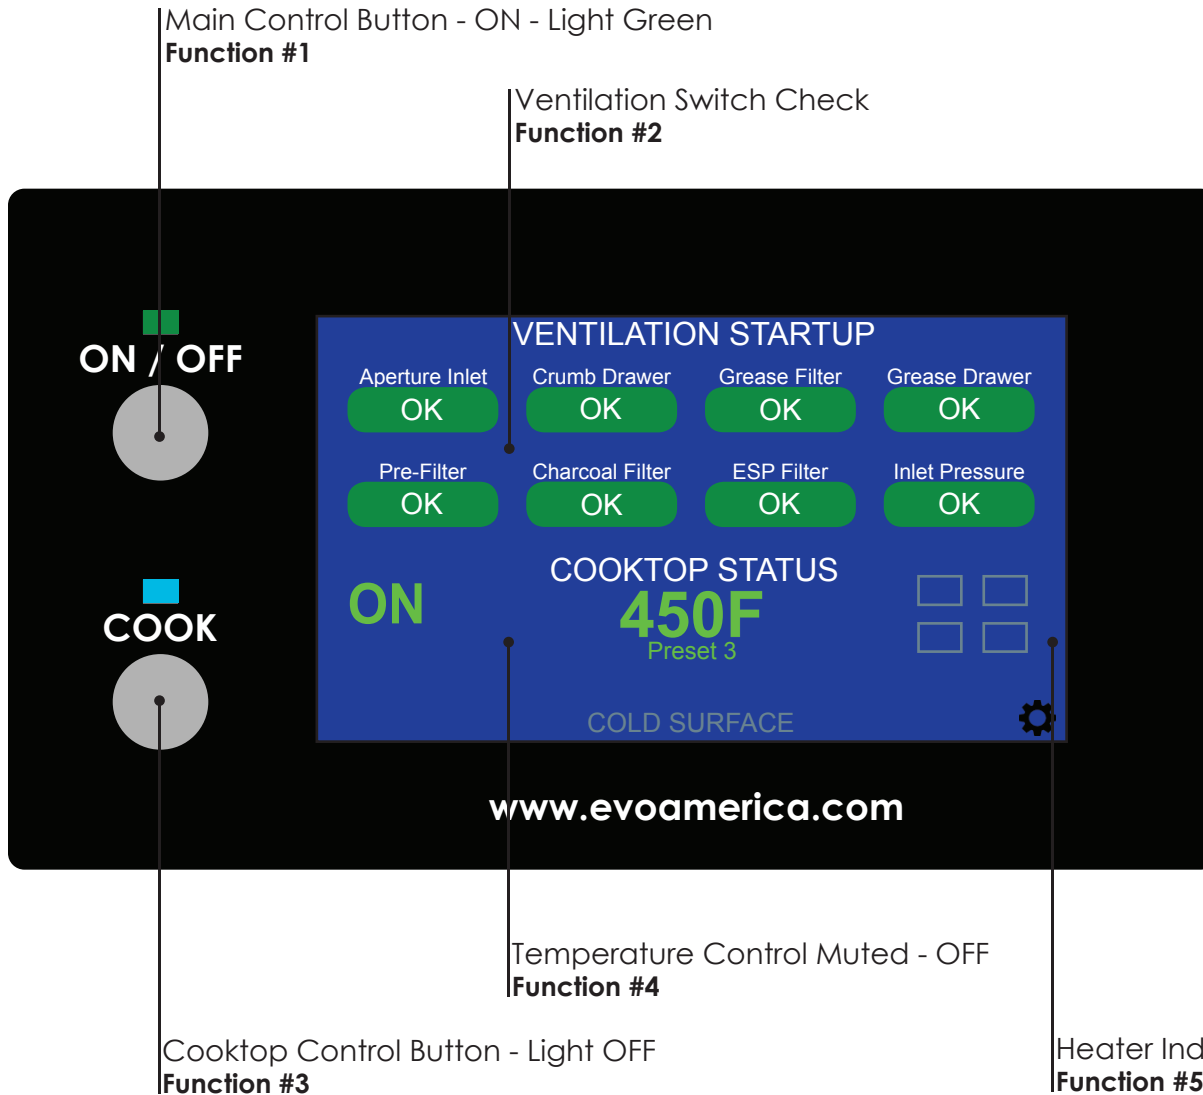 Main Control Button - ON - Light Green
Function #1
Ventilation Switch Check
Function #2
ON / OFF
COOK
VENTILATION STARTUP
Aperture Inlet Crumb Drawer Grease Filter Grease Drawer
OK OK OK OK
Pre-Filter Charcoal Filter ESP Filter Inlet Pressure
OK OK OK OK
COOKTOP STATUS
ON 450F
Preset 3
COLD SURFACE
www.evoamerica.com
Temperature Control Muted - OFF
Function #4
Cooktop Control Button - Light OFF
Function #3
Heater Ind
Function #5